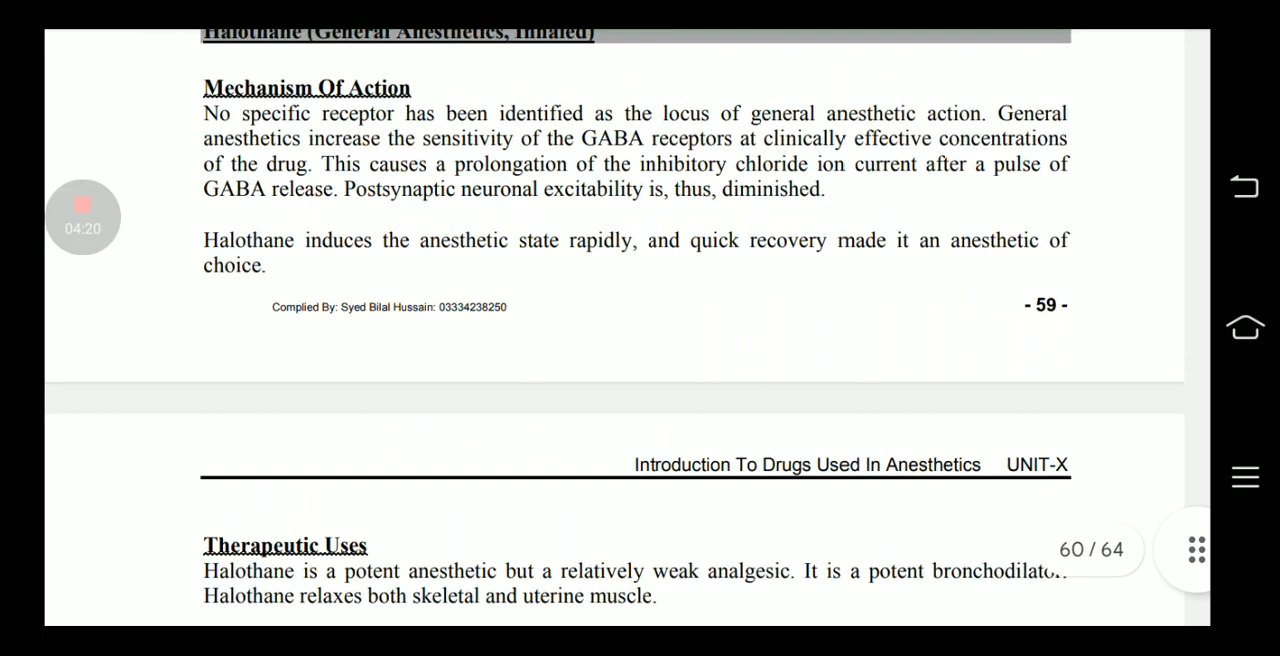 Halothane (General Anesthetics, Inhaled)
Mechanism Of Action
No specific receptor has been identified as the locus of general anesthetic action. General
anesthetics increase the sensitivity of the GABA receptors at clinically effective concentrations
of the drug. This causes a prolongation of the inhibitory chloride ion current after a pulse of
GABA release. Postsynaptic neuronal excitability is, thus, diminished.
04:20
Halothane induces the anesthetic state rapidly, and quick recovery made it an anesthetic of
choice.
Complied By: Syed Bilal Hussain: 03334238250
- 59 -
Introduction To Drugs Used In Anesthetics UNIT-X
Therapeutic Uses
60 / 64
Halothane is a potent anesthetic but a relatively weak analgesic. It is a potent bronchodilator.
Halothane relaxes both skeletal and uterine muscle.